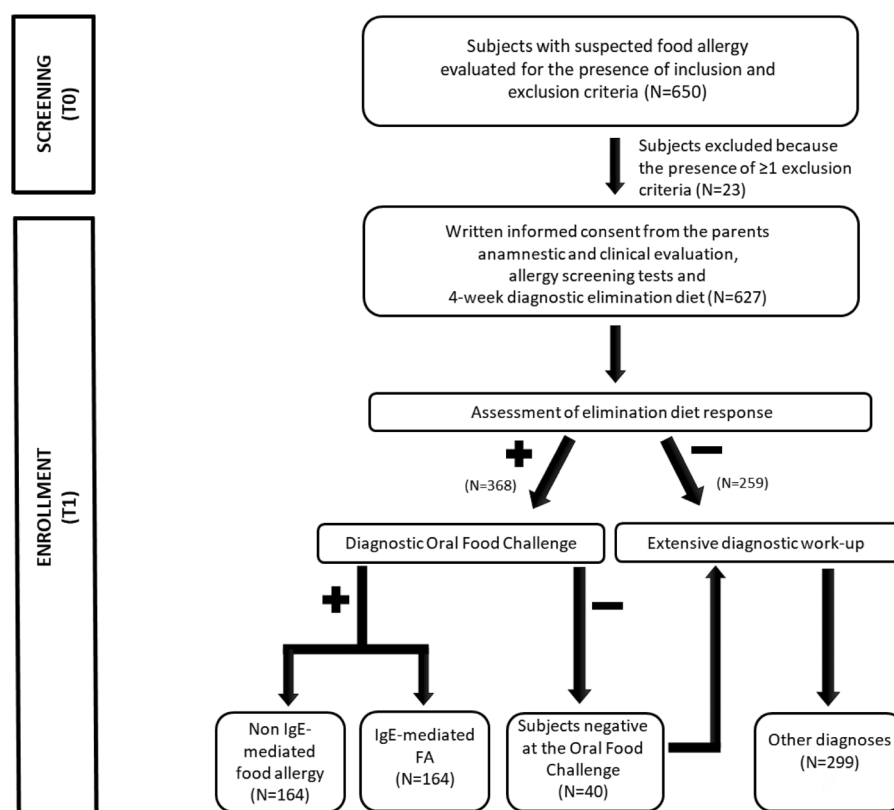 SCREENING
(T0)
Subjects with suspected food allergy
evaluated for the presence of inclusion and
exclusion criteria (N=650)
Subjects excluded because
the presence of ≥1 exclusion
criteria (N=23)
ENROLLMENT
(T1)
Written informed consent from the parents
anamnestic and clinical evaluation,
allergy screening tests and
4-week diagnostic elimination diet (N=627)
Assessment of elimination diet response
+
−
(N=368)
(N=259)
Diagnostic Oral Food Challenge
Extensive diagnostic work-up
+
−
Non IgE-
mediated
food allergy
(N=164)
IgE-mediated
FA
(N=164)
Subjects negative
at the Oral Food
Challenge
(N=40)
Other diagnoses
(N=299)